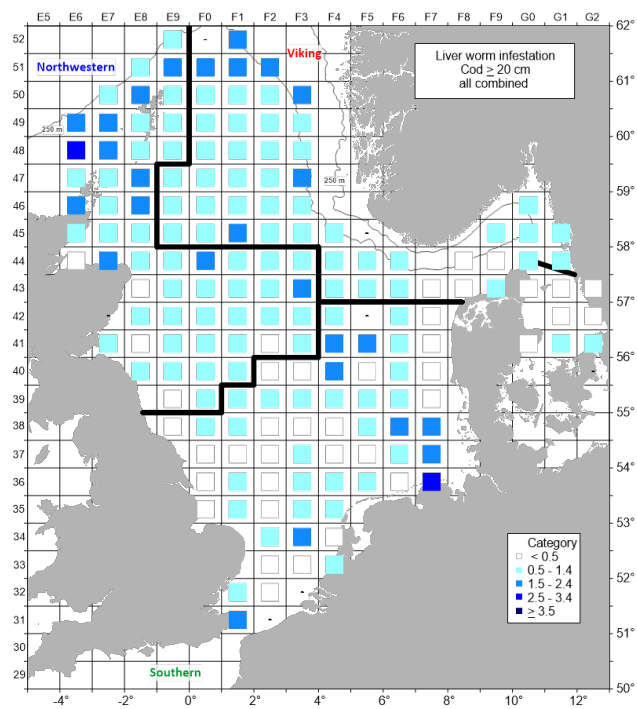 E5 E6 E7 E8 E9 F0 F1 F2 F3 F4 F5 F6 F7 F8 F9 G0 G1 G2
62°
52
Viking
Liver worm infestation
Cod ≥ 20 cm
all combined
Northwestern
51
61°
50
49
250 m
60°
48
47
250 m
59°
46
45
58°
44
43
57°
42
41
56°
40
39
55°
38
37
54°
36
35
53°
34
Category
< 0.5
0.5 - 1.4
1.5 - 2.4
2.5 - 3.4
≥ 3.5
33
52°
32
31
51°
30
Southern
29
50°
-4° -2° 0° 2° 4° 6° 8° 10° 12°